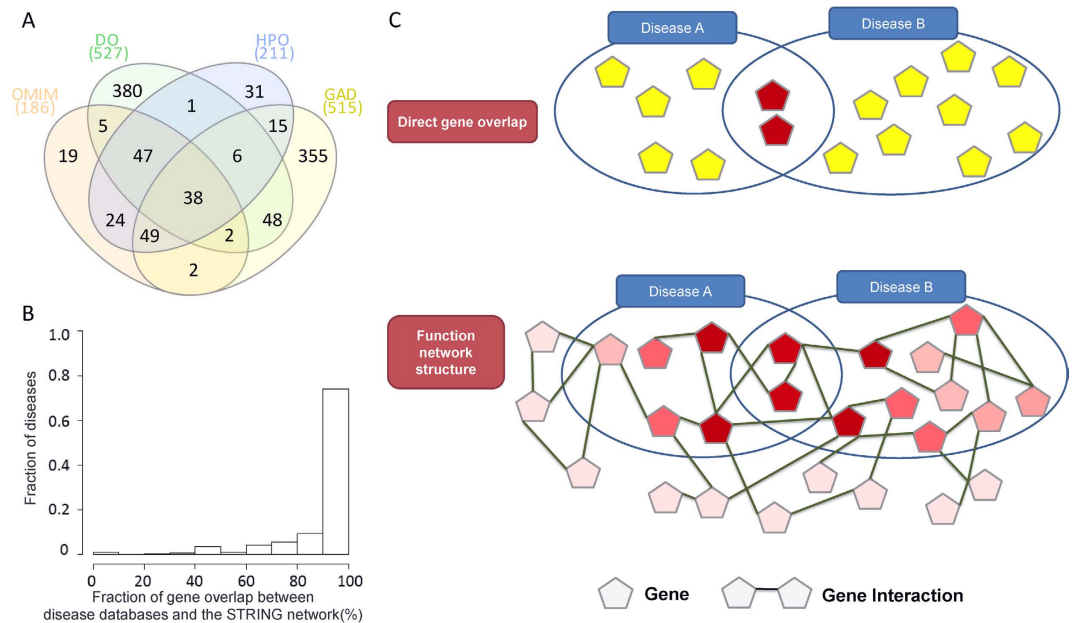 A
DO
(527)
HPO
(211)
OMIM
(186)
GAD
(515)
380
1
31
5
15
19
47
6
355
38
24
49
2
48
2
B
Fraction of diseases
1.0
0.8
0.6
0.4
0.2
0
0 20 40 60 80 100
Fraction of gene overlap between
disease databases and the STRING network(%)
C
Disease A
Disease B
Direct gene overlap
Disease A
Disease B
Function
network
structure
Gene
Gene Interaction